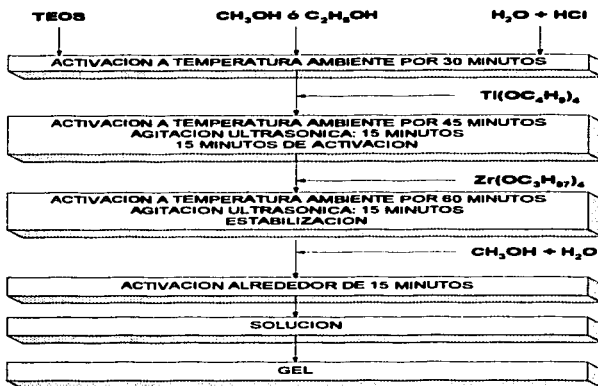 TEOS CH₃OH ó C₂H₅OH H₂O + HCl
ACTIVACION A TEMPERATURA AMBIENTE POR 30 MINUTOS
Ti(OC₄H₉)₄
ACTIVACION A TEMPERATURA AMBIENTE POR 45 MINUTOS
AGITACION ULTRASONICA: 15 MINUTOS
15 MINUTOS DE ACTIVACION
Zr(OC₃H₉₇)₄
ACTIVACION A TEMPERATURA AMBIENTE POR 60 MINUTOS
AGITACION ULTRASONICA: 15 MINUTOS
ESTABILIZACION
CH₃OH + H₂O
ACTIVACION ALREDEDOR DE 15 MINUTOS
SOLUCION
GEL